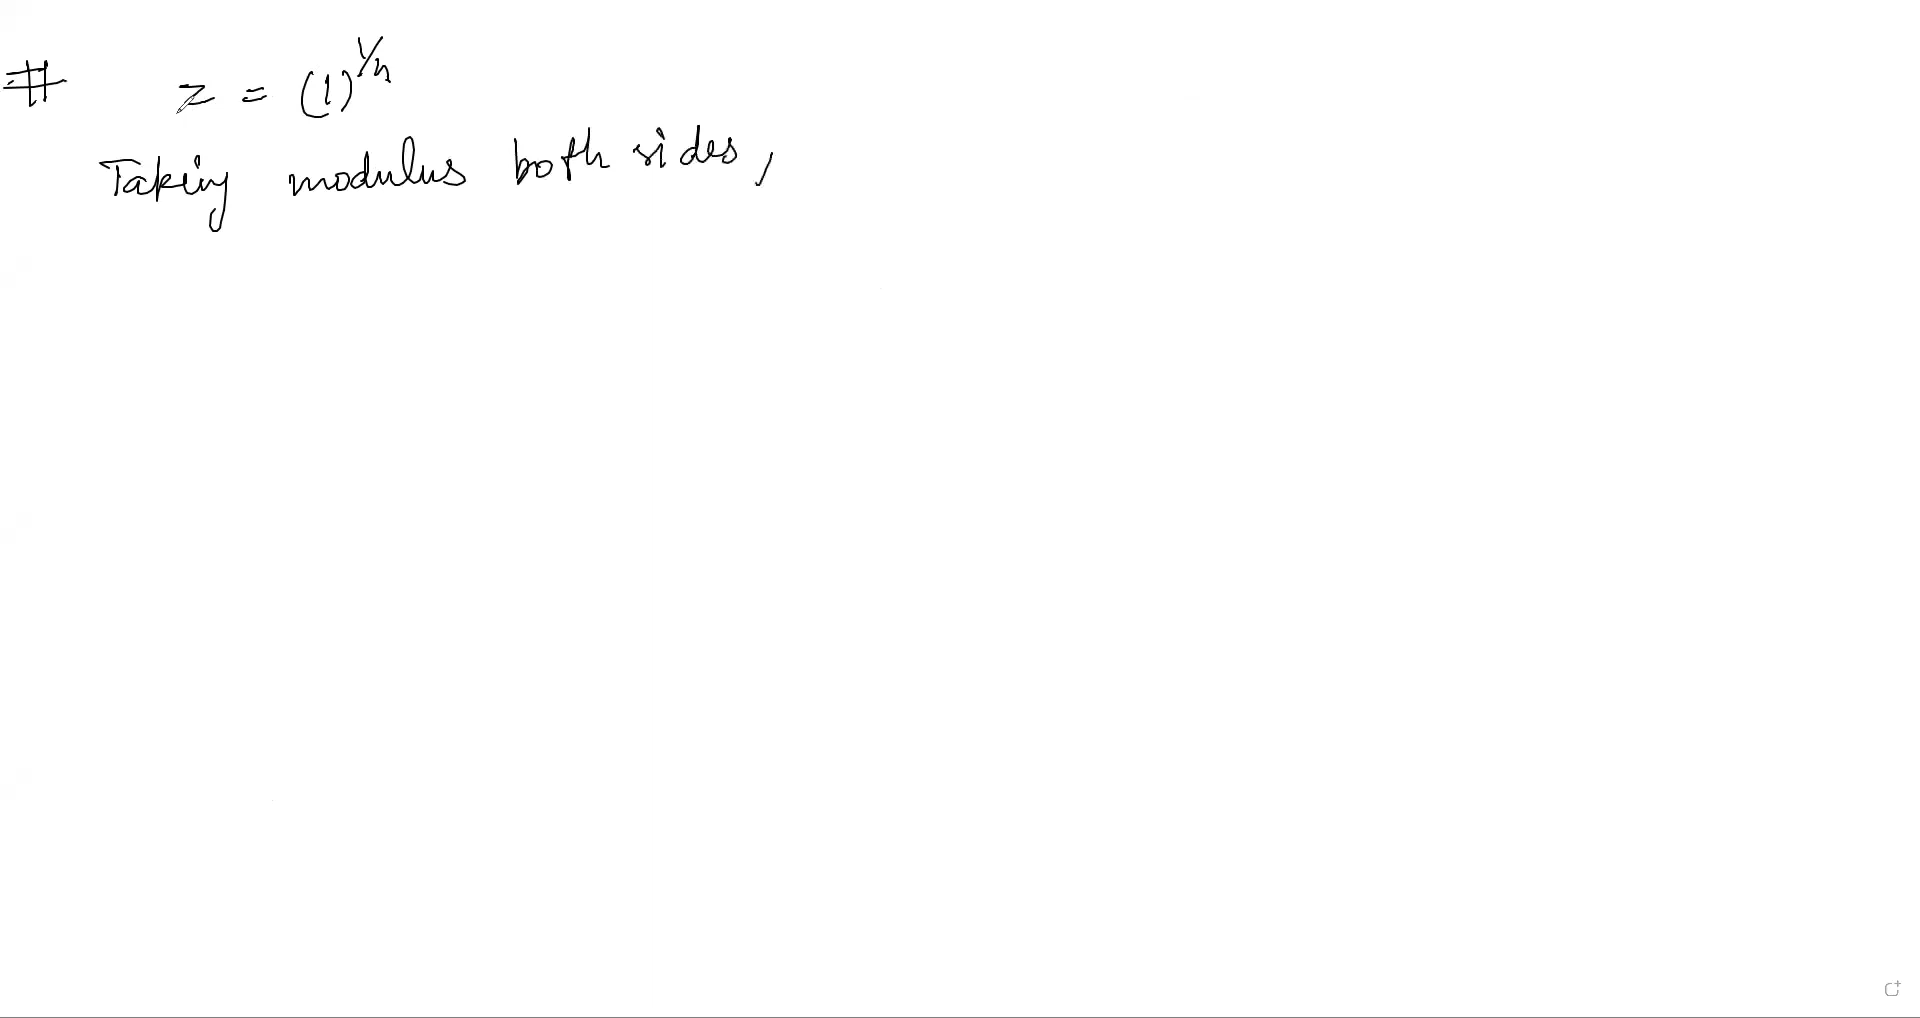 # z = (1)^{1/n}
Taking modulus both sides,